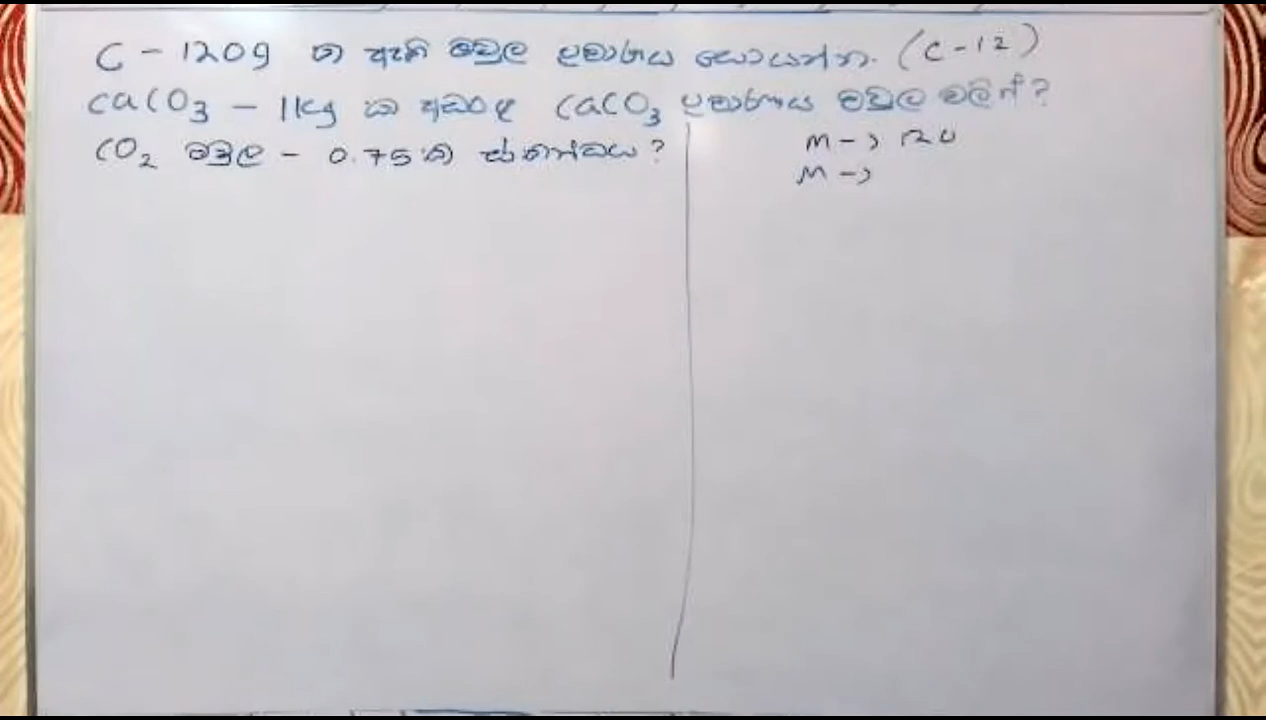 C - 120g ක ඇති මවුල ප්‍රමාණය සොයන්න. (C-12)
CaCO3 - 1kg ක අඩංගු CaCO3 ප්‍රමාණය මවුල වලින්?
CO2 මවුල - 0.75 ක ස්කන්ධය?
m -> 120
M ->